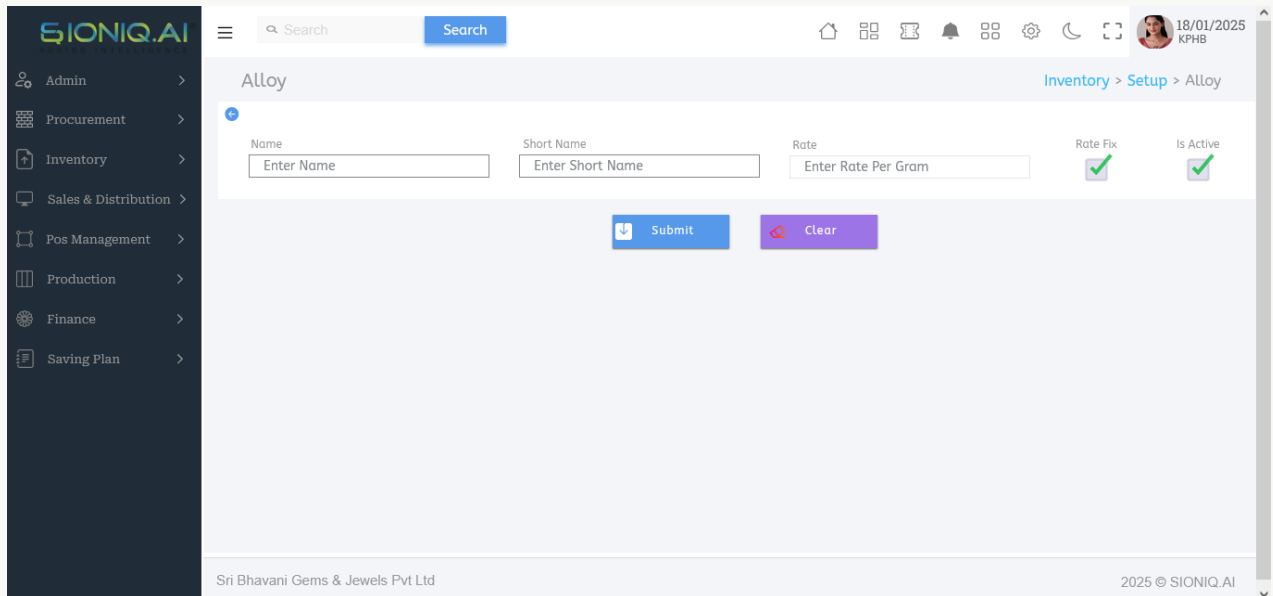 SIONIQ.AI
Search
Search
18/01/2025
KPHB
Admin
Procurement
Inventory
Sales & Distribution
Pos Management
Production
Finance
Saving Plan
Alloy
Inventory > Setup > Alloy
Name
Short Name
Rate
Rate Fix
Is Active
Enter Name
Enter Short Name
Enter Rate Per Gram
Submit
Clear
Sri Bhavani Gems & Jewels Pvt Ltd
2025 © SIONIQ.AI